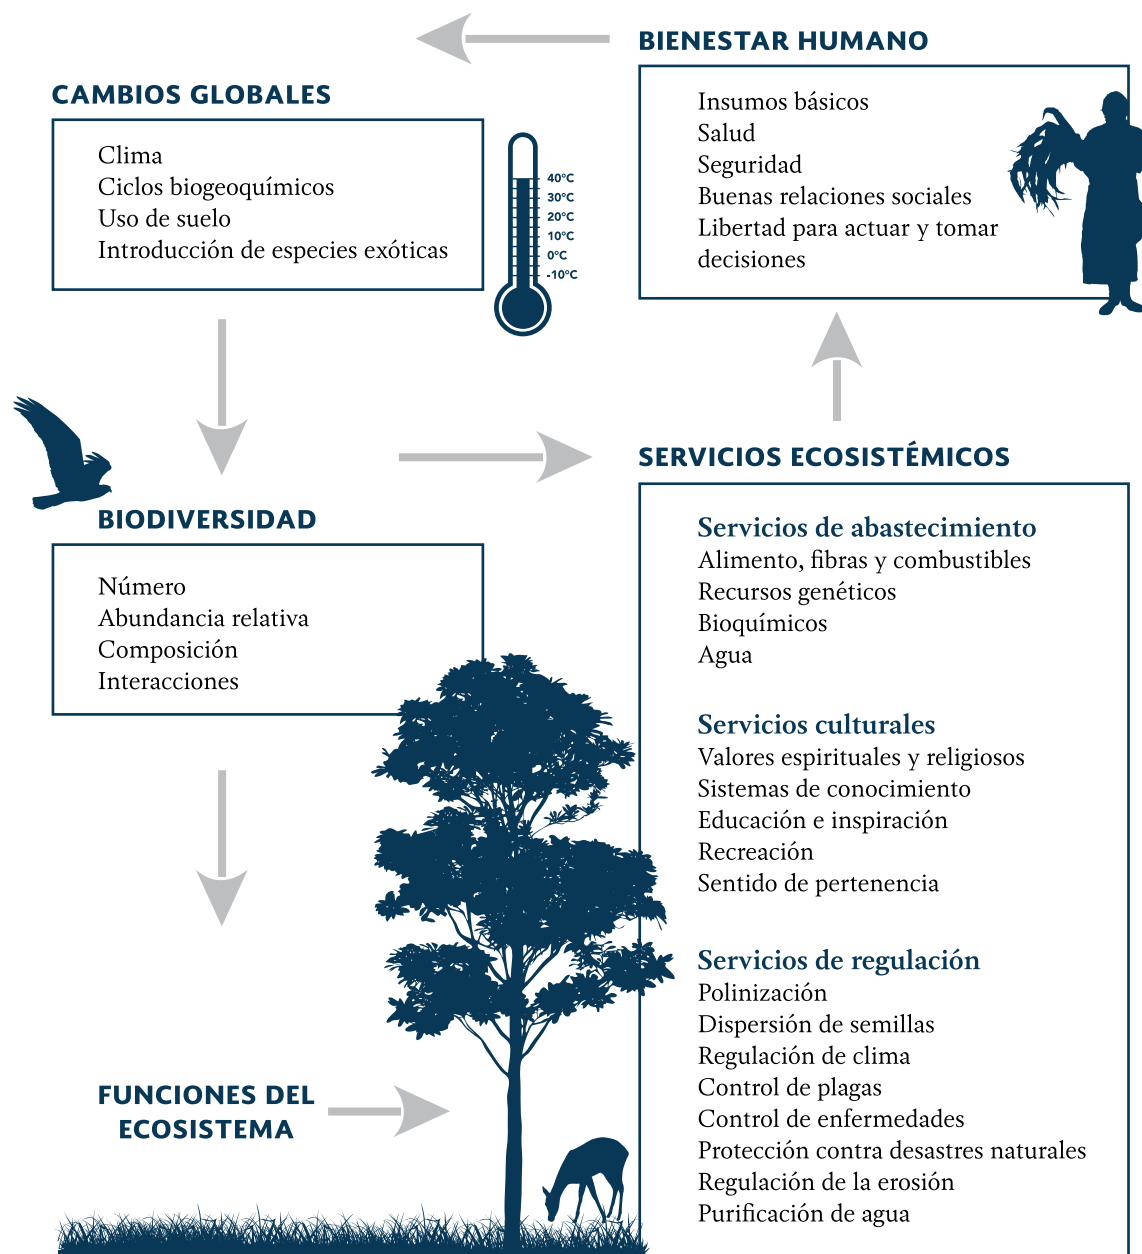 BIENESTAR HUMANO
Insumos básicos
Salud
Seguridad
Buenas relaciones sociales
Libertad para actuar y tomar
decisiones
CAMBIOS GLOBALES
Clima
Ciclos biogeoquímicos
Uso de suelo
Introducción de especies exóticas
40°C
30°C
20°C
10°C
0°C
-10°C
BIODIVERSIDAD
Número
Abundancia relativa
Composición
Interacciones
FUNCIONES DEL
ECOSISTEMA
SERVICIOS ECOSISTÉMICOS
Servicios de abastecimiento
Alimento, fibras y combustibles
Recursos genéticos
Bioquímicos
Agua
Servicios culturales
Valores espirituales y religiosos
Sistemas de conocimiento
Educación e inspiración
Recreación
Sentido de pertenencia
Servicios de regulación
Polinización
Dispersión de semillas
Regulación de clima
Control de plagas
Control de enfermedades
Protección contra desastres naturales
Regulación de la erosión
Purificación de agua